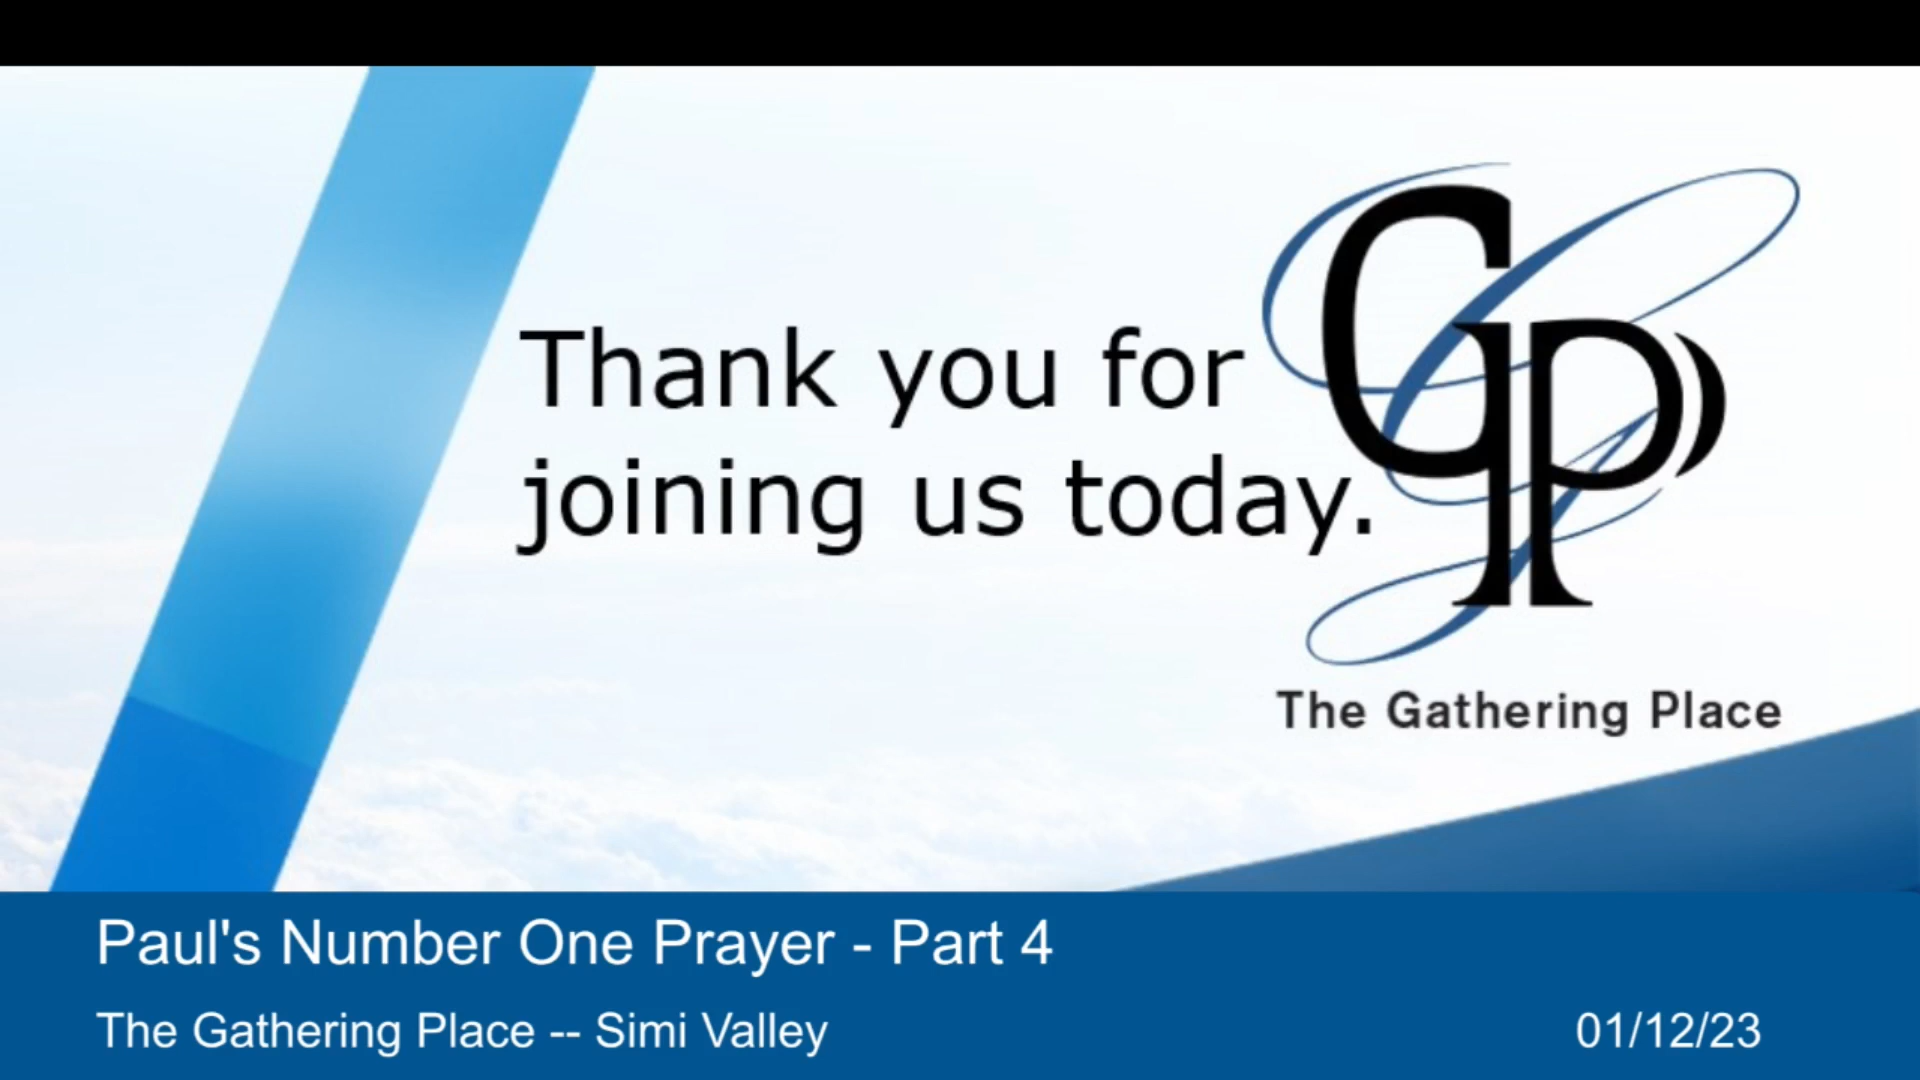 Thank you for
joining us today.
GP
The Gathering Place
Paul's Number One Prayer - Part 4
The Gathering Place -- Simi Valley
01/12/23